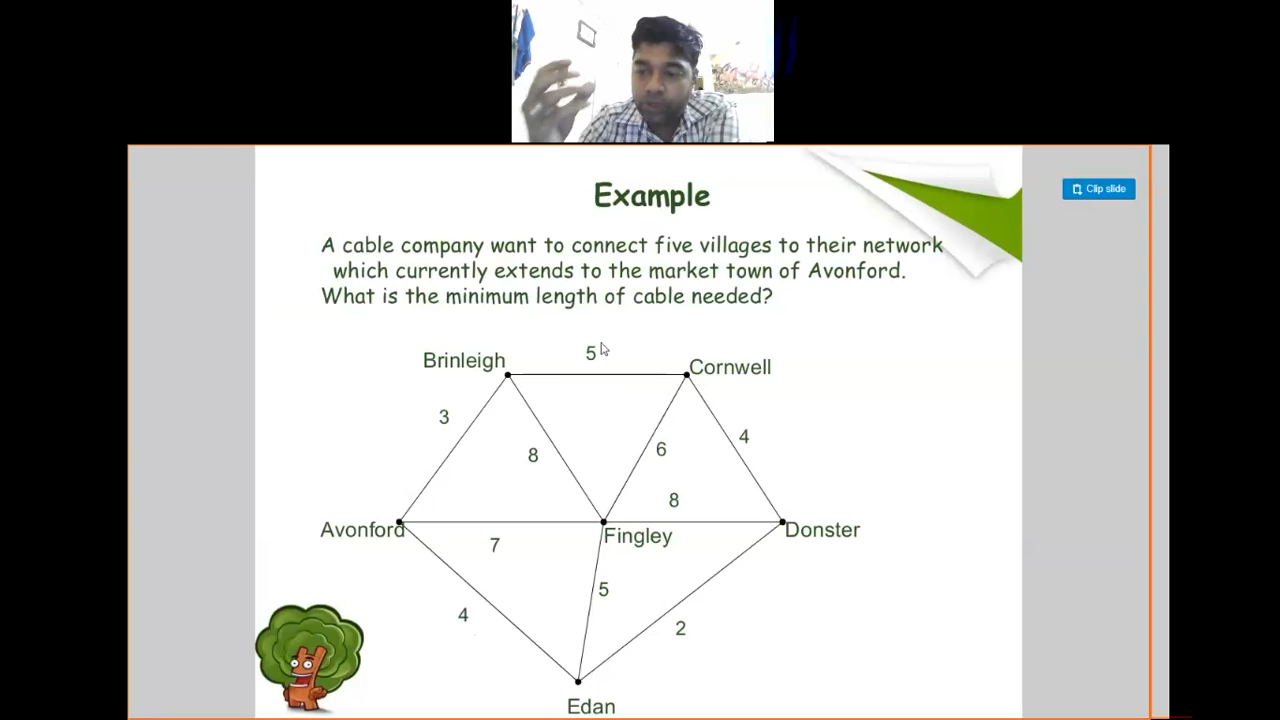 Clip slide
Example
A cable company want to connect five villages to their network
which currently extends to the market town of Avonford.
What is the minimum length of cable needed?
5
Brinleigh
Cornwell
3
4
8
6
8
Avonford
Fingley
Donster
7
5
4
2
Edan